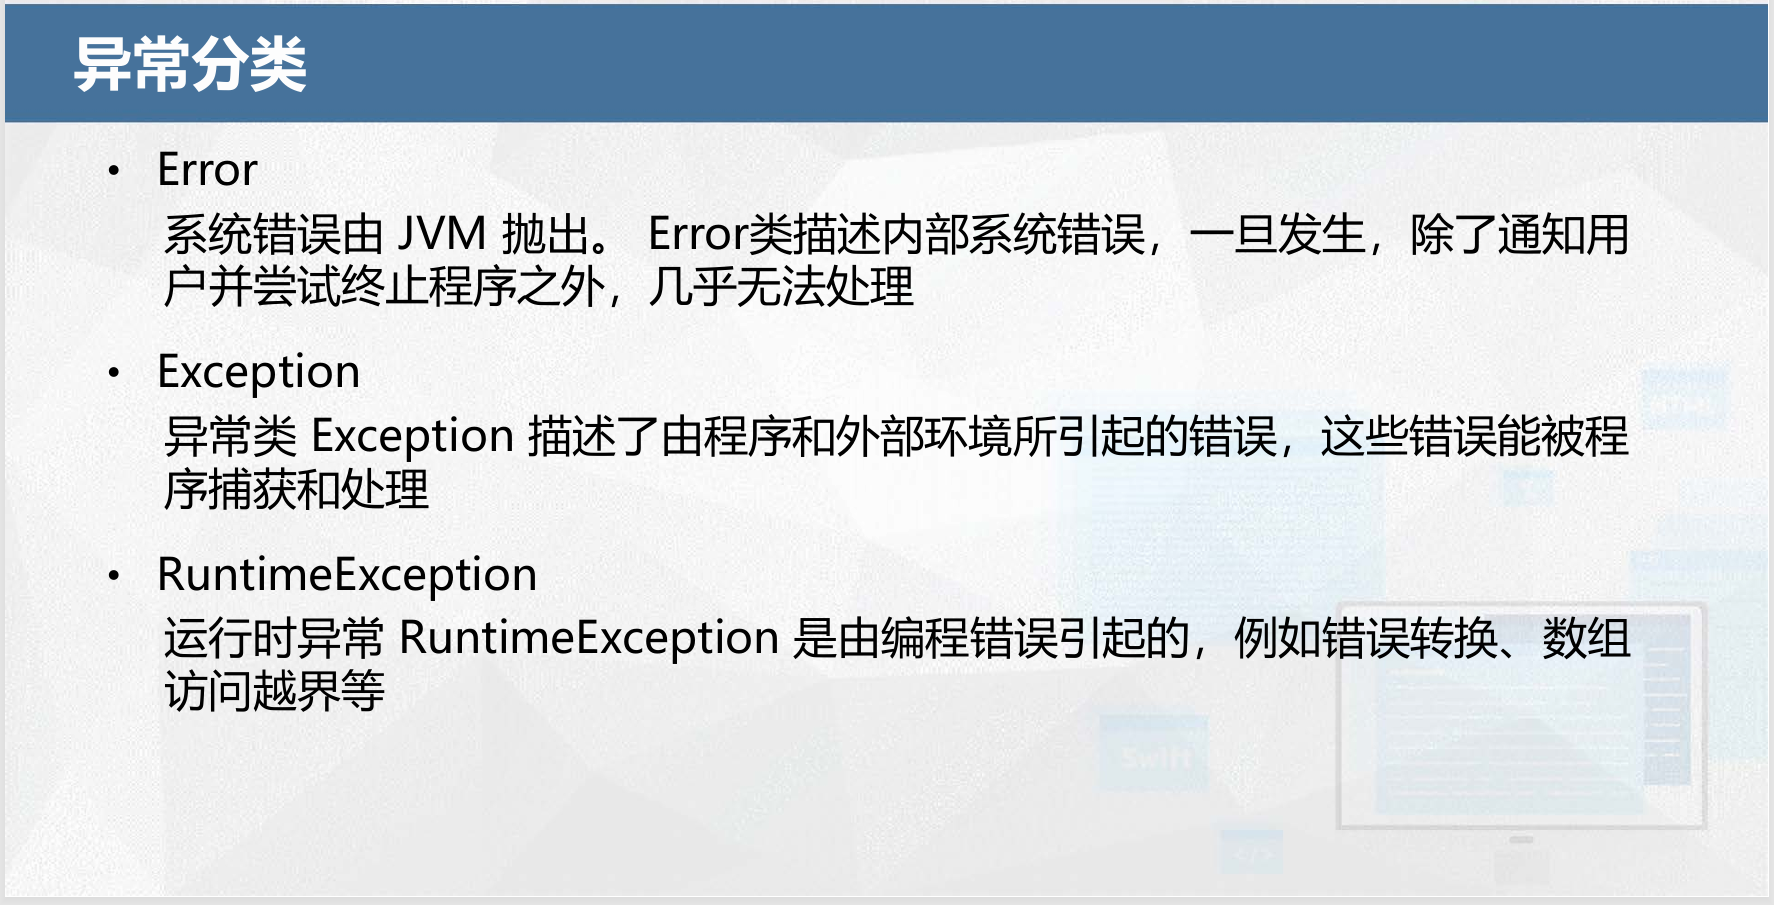 异常分类
• Error
系统错误由 JVM 抛出。 Error类描述内部系统错误，一旦发生，除了通知用
户并尝试终止程序之外，几乎无法处理
• Exception
异常类 Exception 描述了由程序和外部环境所引起的错误，这些错误能被程
序捕获和处理
• RuntimeException
运行时异常 RuntimeException 是由编程错误引起的，例如错误转换、数组
访问越界等
Swift
</>